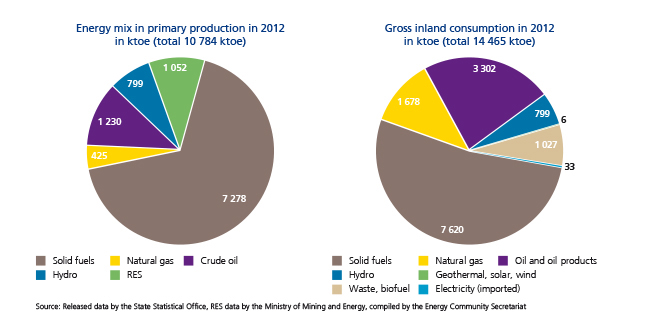 Energy mix in primary production in 2012
in ktoe (total 10 784 ktoe)
1 052
799
1 230
425
7 278
Solid fuels
Natural gas
Crude oil
Hydro
RES
Gross inland consumption in 2012
in ktoe (total 14 465 ktoe)
3 302
1 678
799
6
1 027
33
7 620
Solid fuels
Natural gas
Oil and oil products
Hydro
Geothermal, solar, wind
Waste, biofuel
Electricity (imported)
Source: Released data by the State Statistical Office, RES data by the Ministry of Mining and Energy, compiled by the Energy Community Secretariat